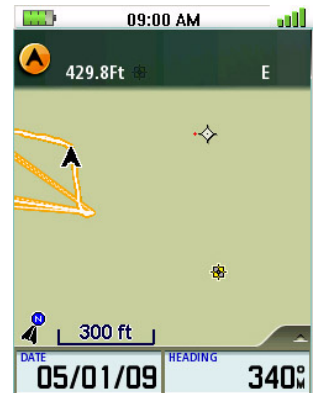 09:00 AM
429.8Ft E
N
300 ft
DATE HEADING
05/01/09 340°M